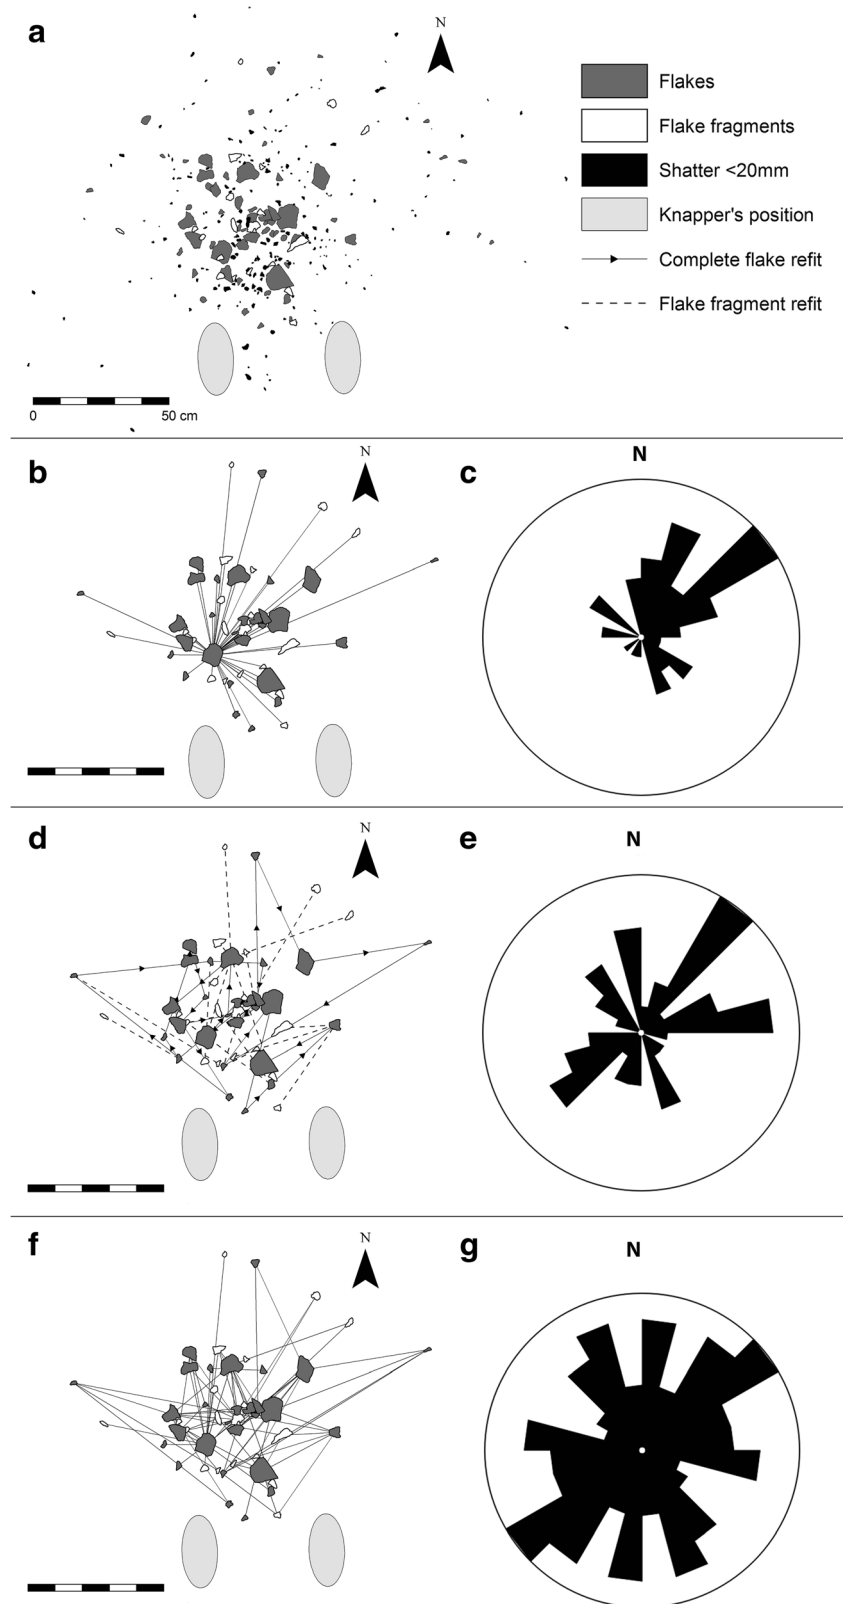 a
N
Flakes
Flake fragments
Shatter <20mm
Knapper's position
Complete flake refit
Flake fragment refit
0 50 cm
b
N
c
N
d
N
e
N
f
N
g
N